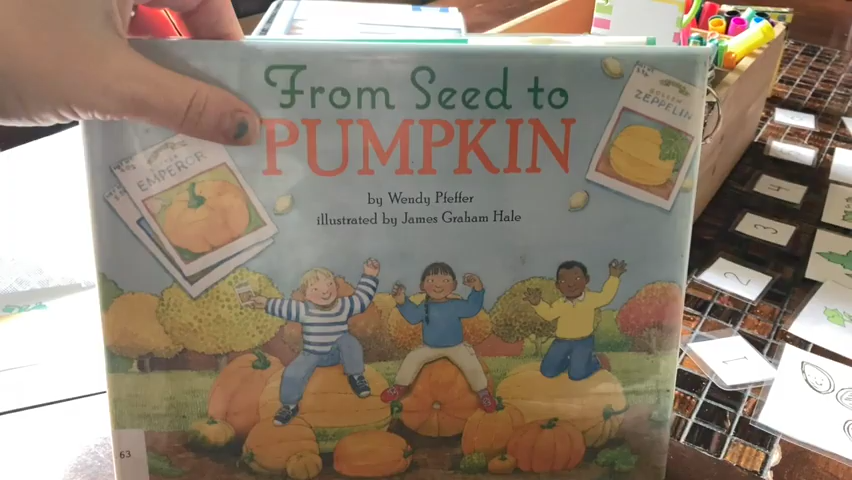 From Seed to
PUMPKIN
by Wendy Pfeffer
illustrated by James Graham Hale
EMPEROR
GOLDEN
ZEPPELIN
63
4
3
2
1